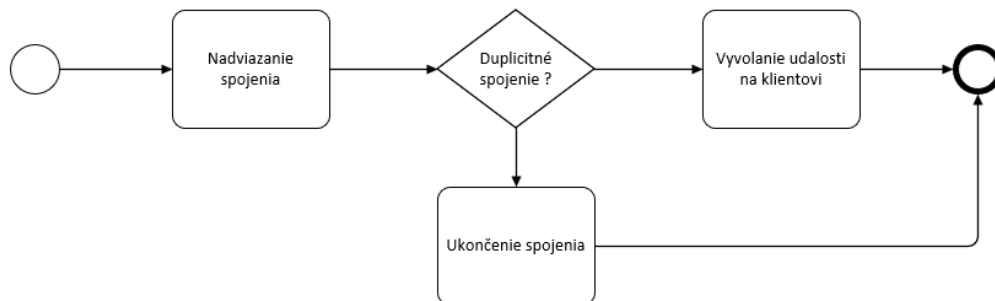 Nadviazanie
spojenia
Duplicitné
spojenie ?
Vyvolanie udalosti
na klientovi
Ukončenie spojenia